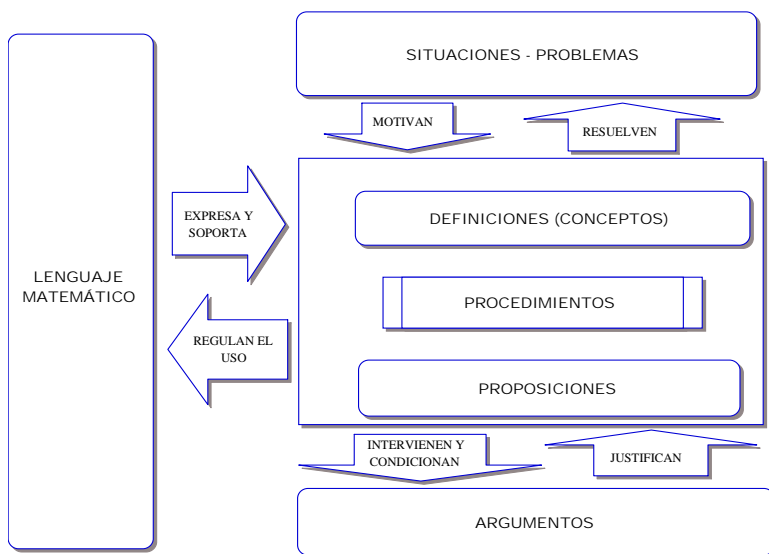 SITUACIONES - PROBLEMAS
MOTIVAN
RESUELVEN
EXPRESA Y
SOPORTA
DEFINICIONES (CONCEPTOS)
LENGUAJE
MATEMÁTICO
PROCEDIMIENTOS
REGULAN EL
USO
PROPOSICIONES
INTERVIENEN Y
CONDICIONAN
JUSTIFICAN
ARGUMENTOS